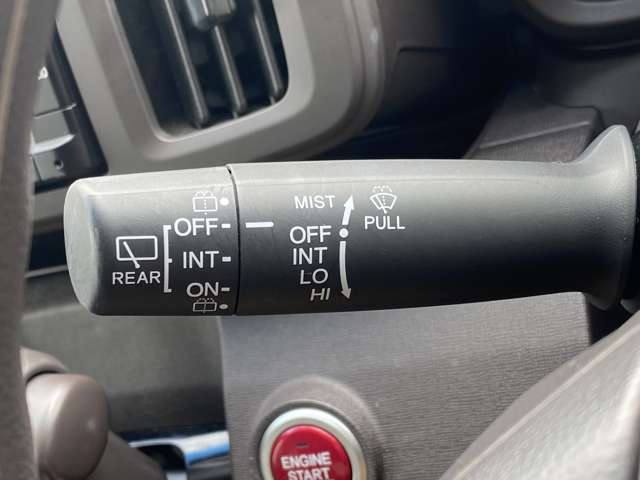 OFF
INT
ON
REAR
MIST
PULL
OFF
INT
LO
HI
ENGINE
START